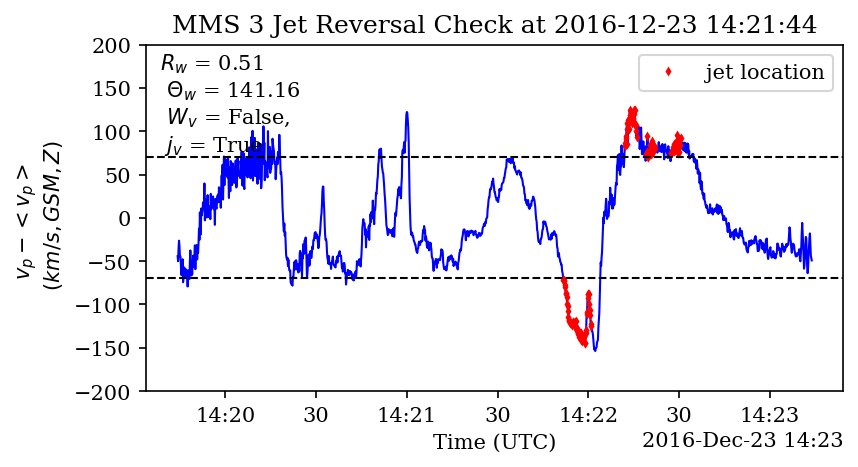 MMS 3 Jet Reversal Check at 2016-12-23 14:21:44
R_w = 0.51
Θ_w = 141.16
W_v = False,
j_v = True
jet location
v_p − <v_p>
(km/s, GSM, Z)
200
150
100
50
0
−50
−100
−150
−200
14:20
30
14:21
30
14:22
30
14:23
Time (UTC)
2016-Dec-23 14:23